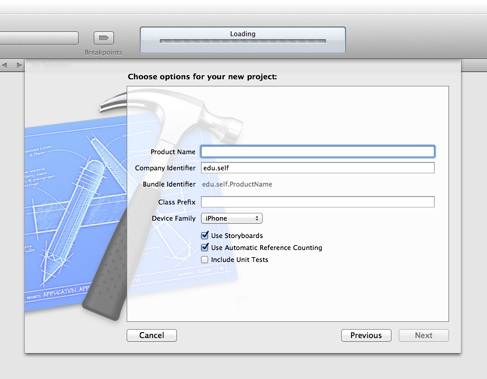 Loading
Breakpoints
Choose options for your new project:
Product Name
Company Identifier edu.self
Bundle Identifier edu.self.ProductName
Class Prefix
Device Family iPhone
Use Storyboards
Use Automatic Reference Counting
Include Unit Tests
Cancel Previous Next